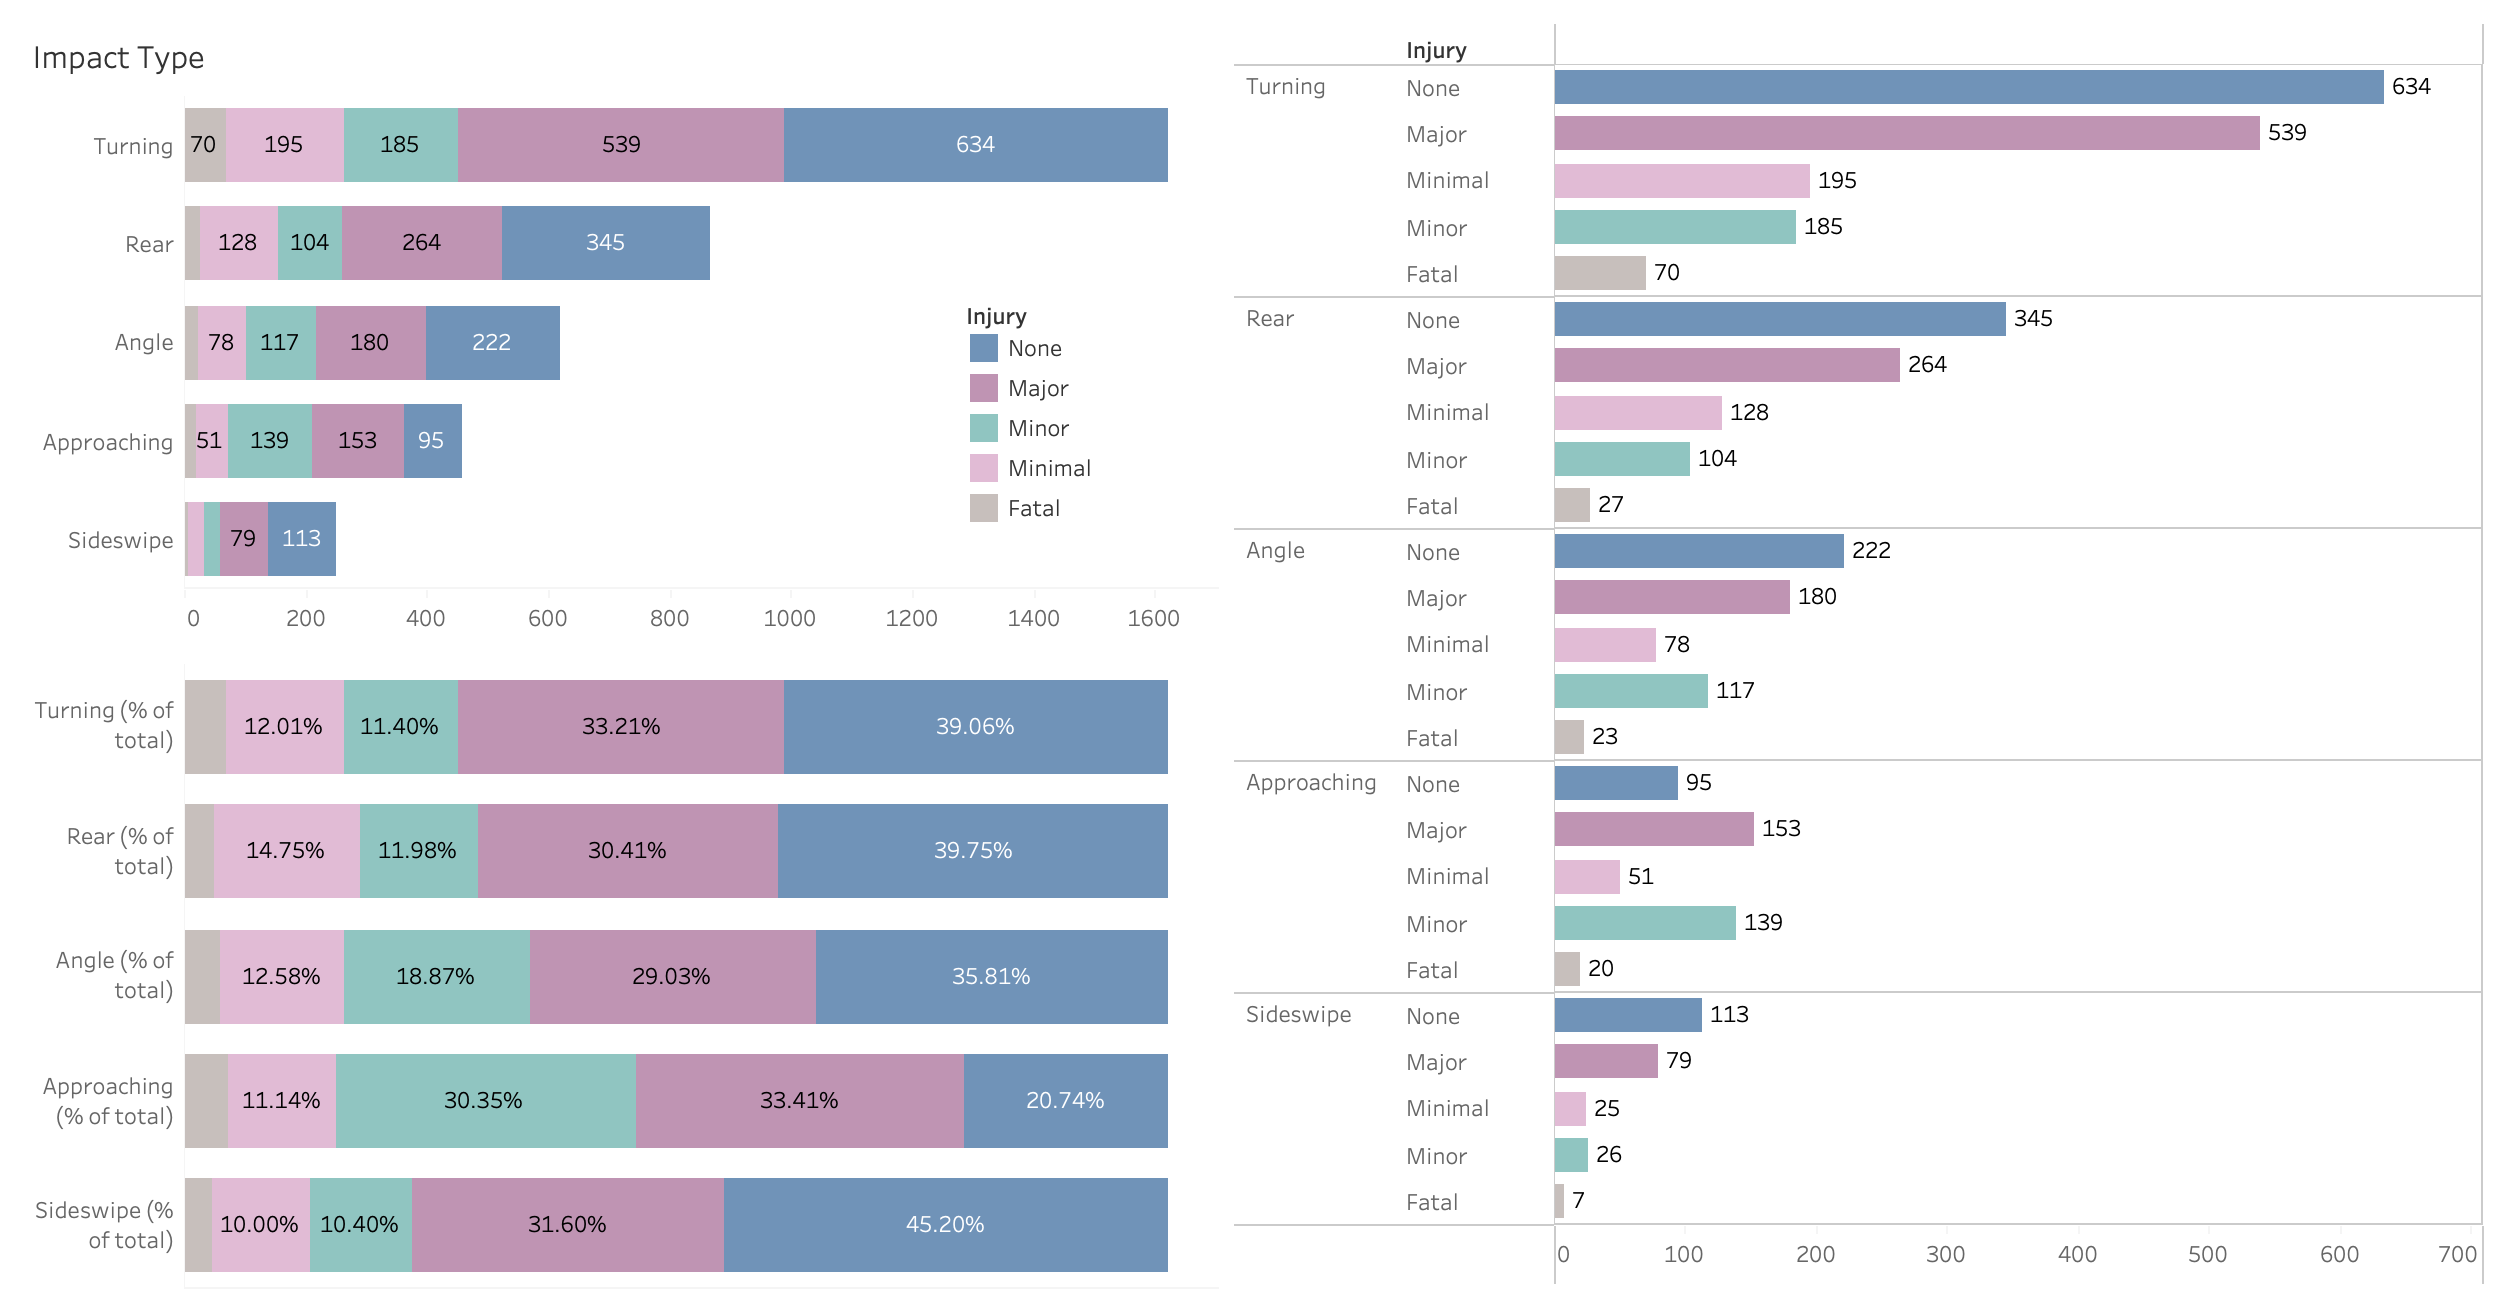 Impact Type
Turning 70 195 185 539 634
Rear 128 104 264 345
Angle 78 117 180 222
Approaching 51 139 153 95
Sideswipe 79 113
0 200 400 600 800 1000 1200 1400 1600
Injury
None
Major
Minor
Minimal
Fatal
Turning (% of
total)
12.01% 11.40% 33.21% 39.06%
Rear (% of
total)
14.75% 11.98% 30.41% 39.75%
Angle (% of
total)
12.58% 18.87% 29.03% 35.81%
Approaching
(% of total)
11.14% 30.35% 33.41% 20.74%
Sideswipe (%
of total)
10.00% 10.40% 31.60% 45.20%
Injury
Turning None 634
Major 539
Minimal 195
Minor 185
Fatal 70
Rear None 345
Major 264
Minimal 128
Minor 104
Fatal 27
Angle None 222
Major 180
Minimal 78
Minor 117
Fatal 23
Approaching None 95
Major 153
Minimal 51
Minor 139
Fatal 20
Sideswipe None 113
Major 79
Minimal 25
Minor 26
Fatal 7
0 100 200 300 400 500 600 700